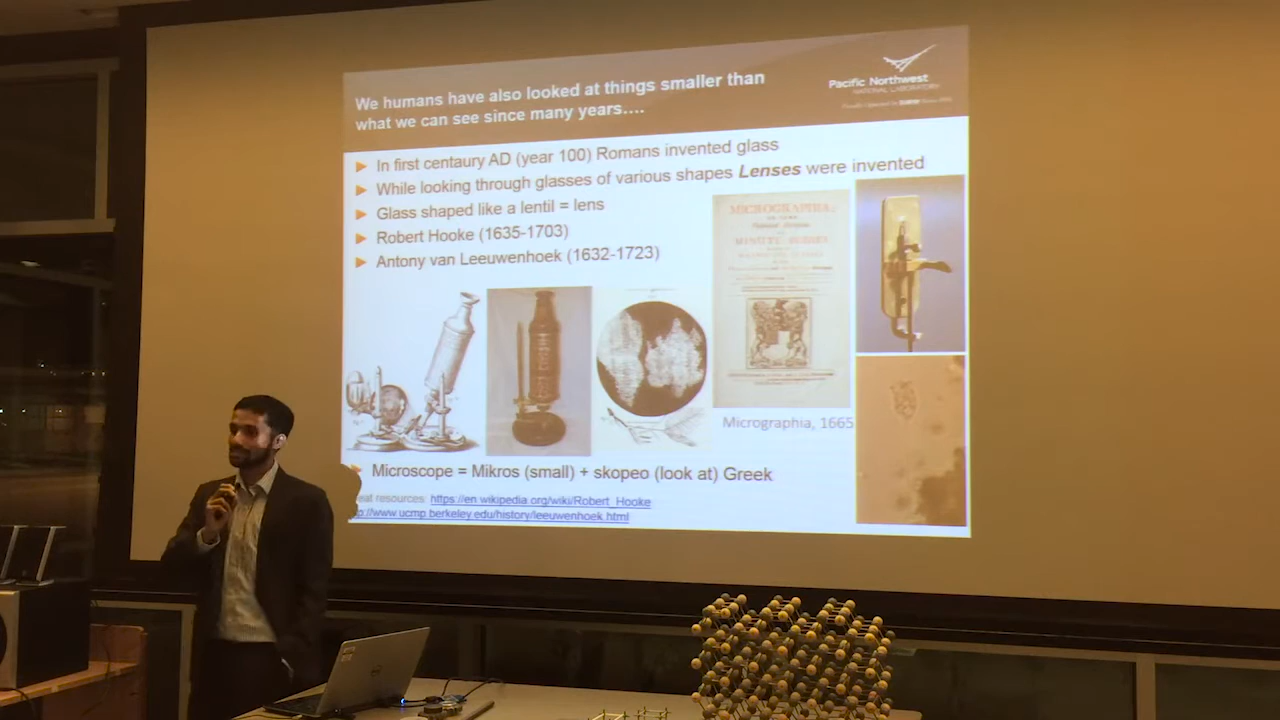 We humans have also looked at things smaller than
what we can see since many years….
Pacific Northwest
NATIONAL LABORATORY
▶ In first centaury AD (year 100) Romans invented glass
▶ While looking through glasses of various shapes Lenses were invented
▶ Glass shaped like a lentil = lens
▶ Robert Hooke (1635-1703)
▶ Antony van Leeuwenhoek (1632-1723)
MICROGRAPHIA:
Micrographia, 1665
Microscope = Mikros (small) + skopeo (look at) Greek
eat resources: https://en.wikipedia.org/wiki/Robert_Hooke
p://www.ucmp.berkeley.edu/history/leeuwenhoek.html